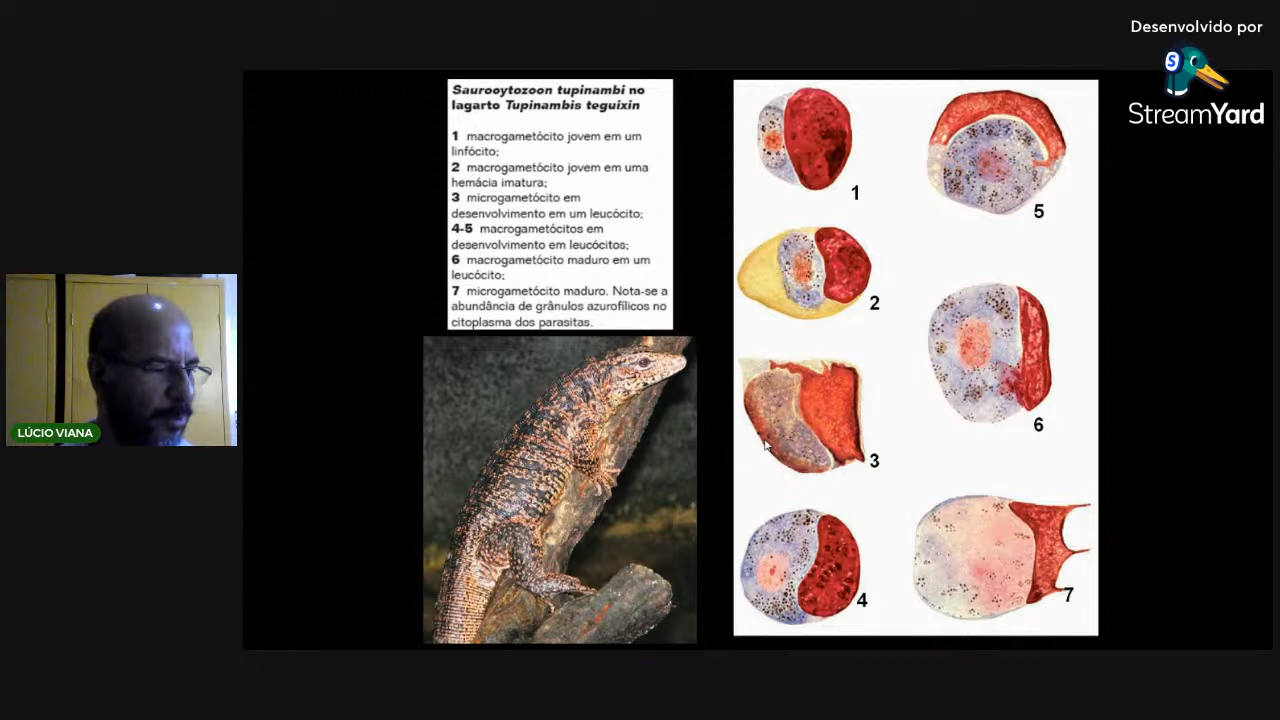 Desenvolvido por
StreamYard
Saurocytozoon tupinambi no
lagarto Tupinambis teguixin
1 macrogametócito jovem em um
linfócito;
2 macrogametócito jovem em uma
hemácia imatura;
3 microgametócito em
desenvolvimento em um leucócito;
4-5 macrogametócitos em
desenvolvimento em leucócitos;
6 macrogametócito maduro em um
leucócito;
7 microgametócito maduro. Nota-se a
abundância de grânulos azurofílicos no
citoplasma dos parasitas.
1
2
3
4
5
6
7
LÚCIO VIANA